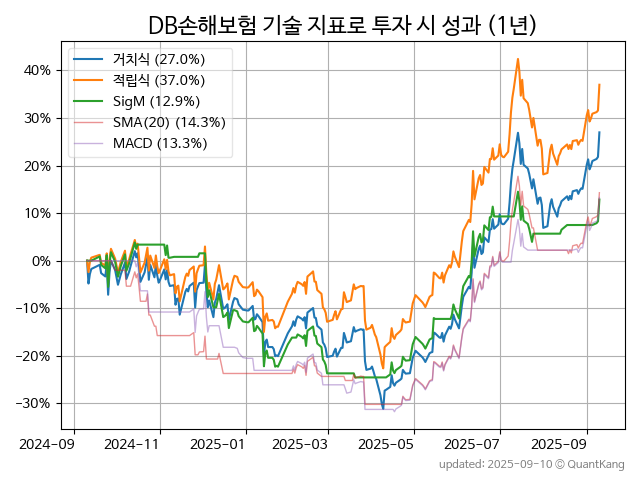 DB손해보험 기술 지표로 투자 시 성과 (1년)
거치식 (27.0%)
적립식 (37.0%)
SigM (12.9%)
SMA(20) (14.3%)
MACD (13.3%)
40%
30%
20%
10%
0%
−10%
−20%
−30%
2024-09 2024-11 2025-01 2025-03 2025-05 2025-07 2025-09
updated: 2025-09-10 © QuantKang